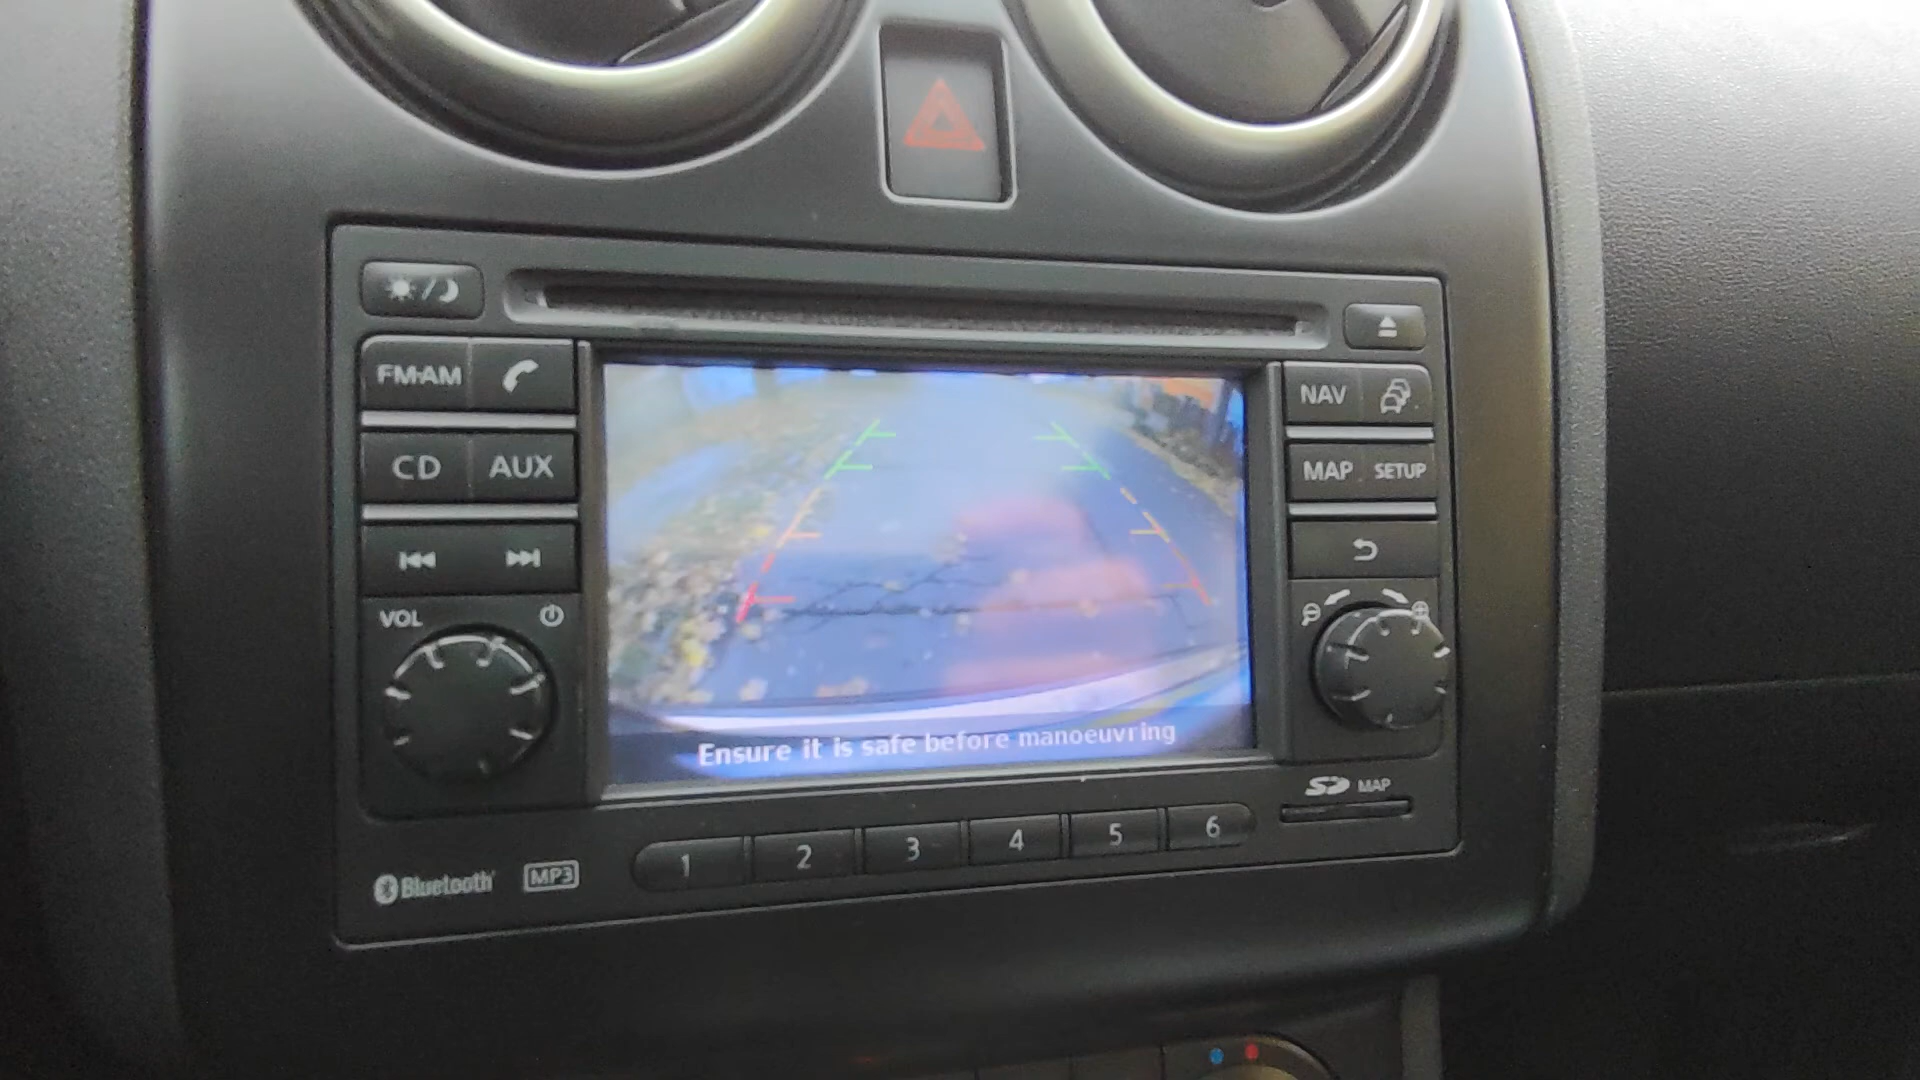 FM·AM
NAV
CD AUX
MAP SETUP
VOL
Ensure it is safe before manoeuvring
SD MAP
1 2 3 4 5 6
Bluetooth MP3